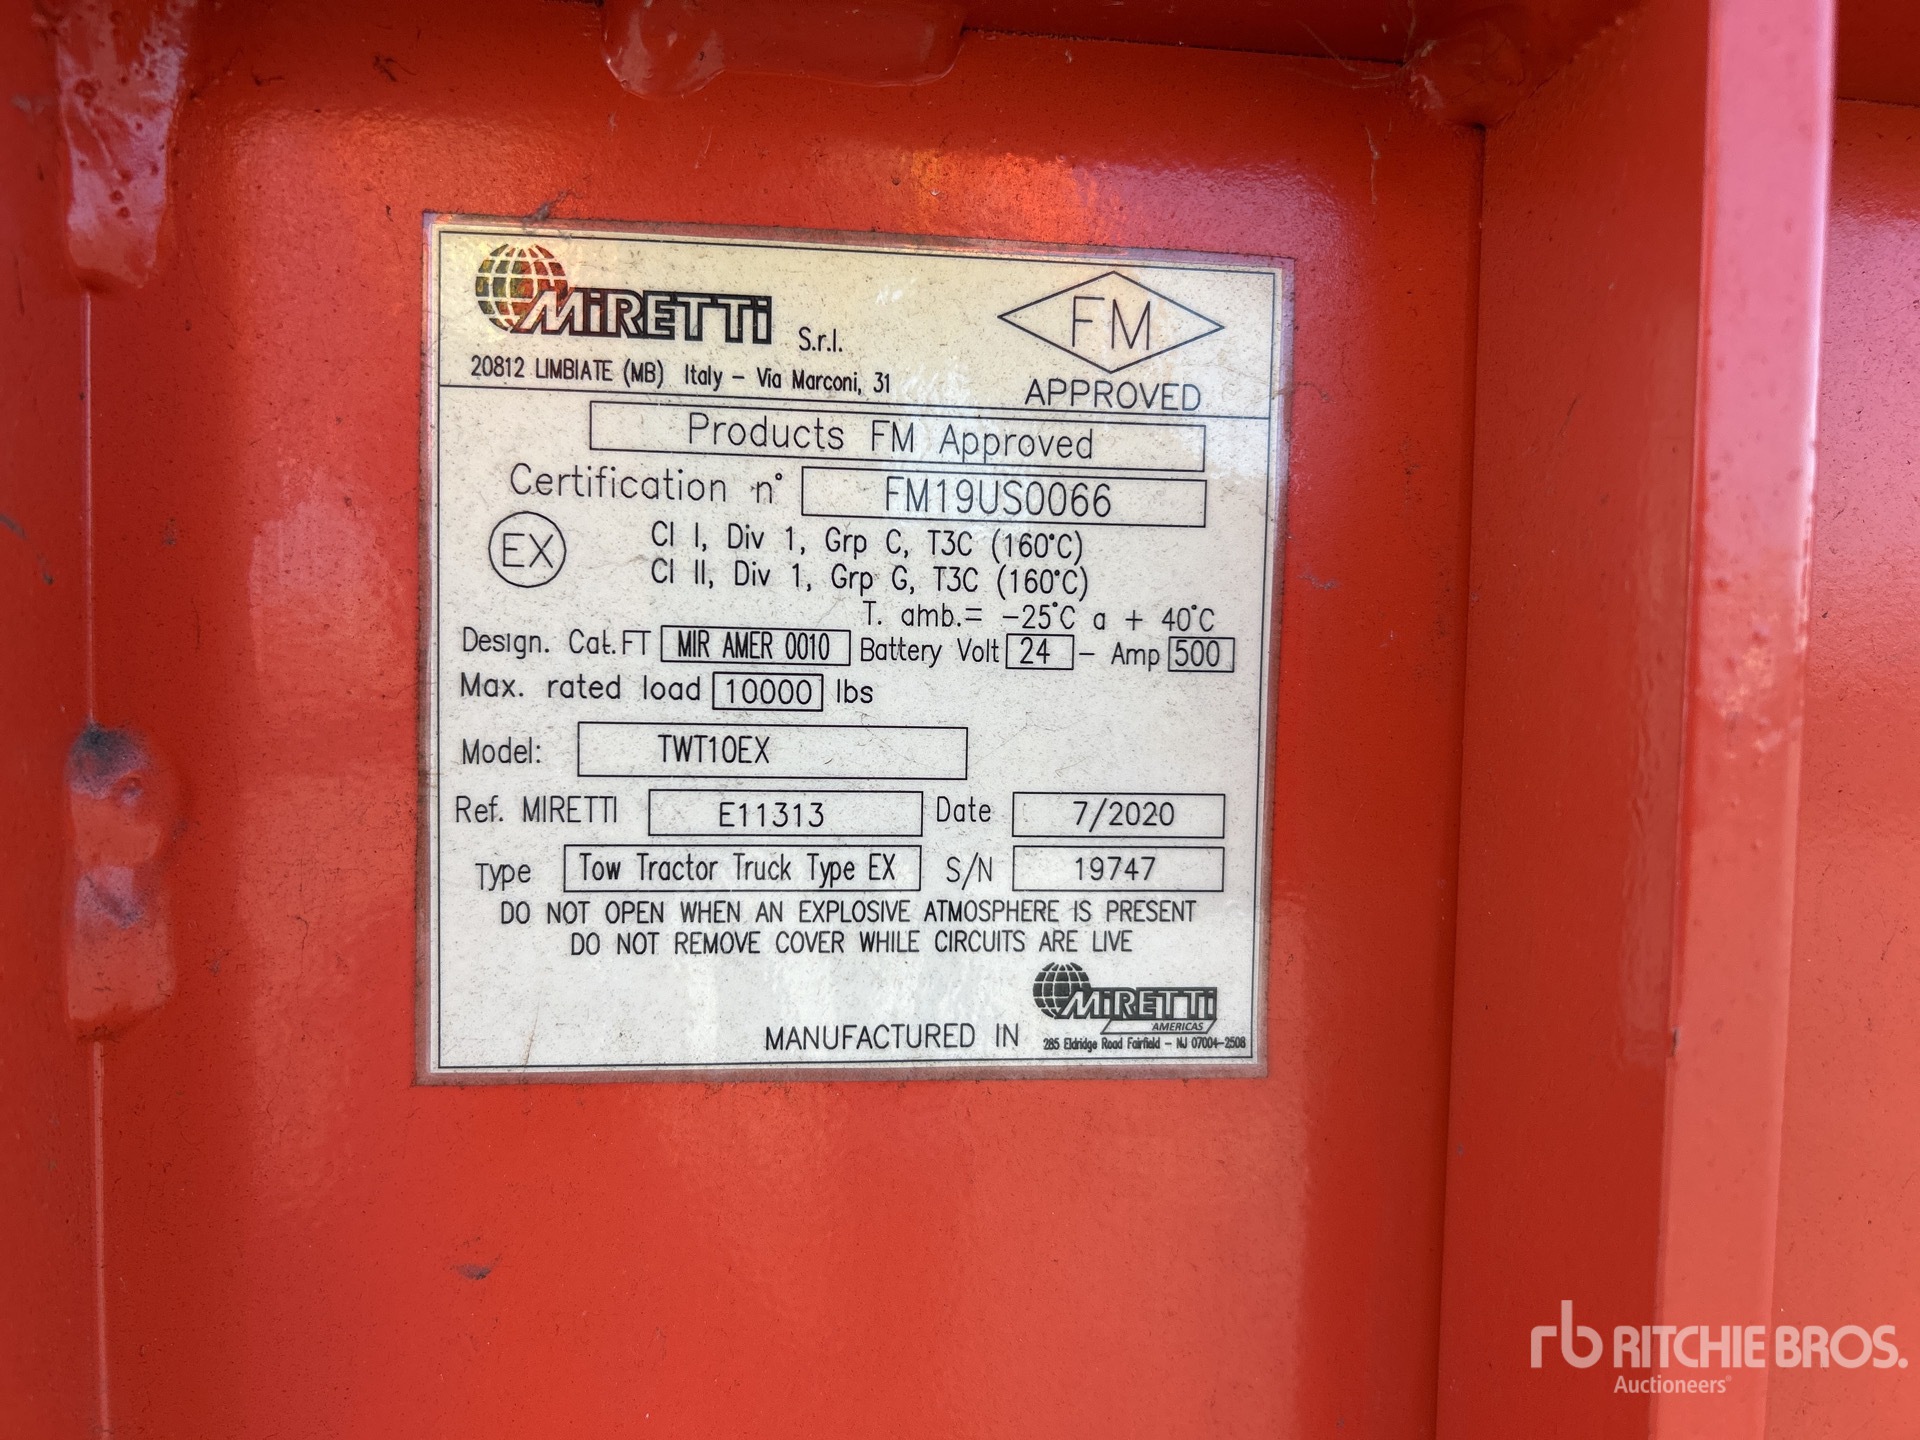 MiRETTi S.r.l.
20812 LIMBIATE (MB) Italy - Via Marconi, 31
FM
APPROVED
Products FM Approved
Certification n° FM19US0066
EX
Cl I, Div 1, Grp C, T3C (160°C)
Cl II, Div 1, Grp G, T3C (160°C)
T. amb.= -25°C a + 40°C
Design. Cat.FT MIR AMER 0010 Battery Volt 24 - Amp 500
Max. rated load 10000 lbs
Model: TWT10EX
Ref. MIRETTI E11313 Date 7/2020
Type Tow Tractor Truck Type EX S/N 19747
DO NOT OPEN WHEN AN EXPLOSIVE ATMOSPHERE IS PRESENT
DO NOT REMOVE COVER WHILE CIRCUITS ARE LIVE
MiRETTi
AMERICAS
MANUFACTURED IN
285 Eldridge Road Fairfield - NJ 07004-2508
rb RITCHIE BROS.
Auctioneers